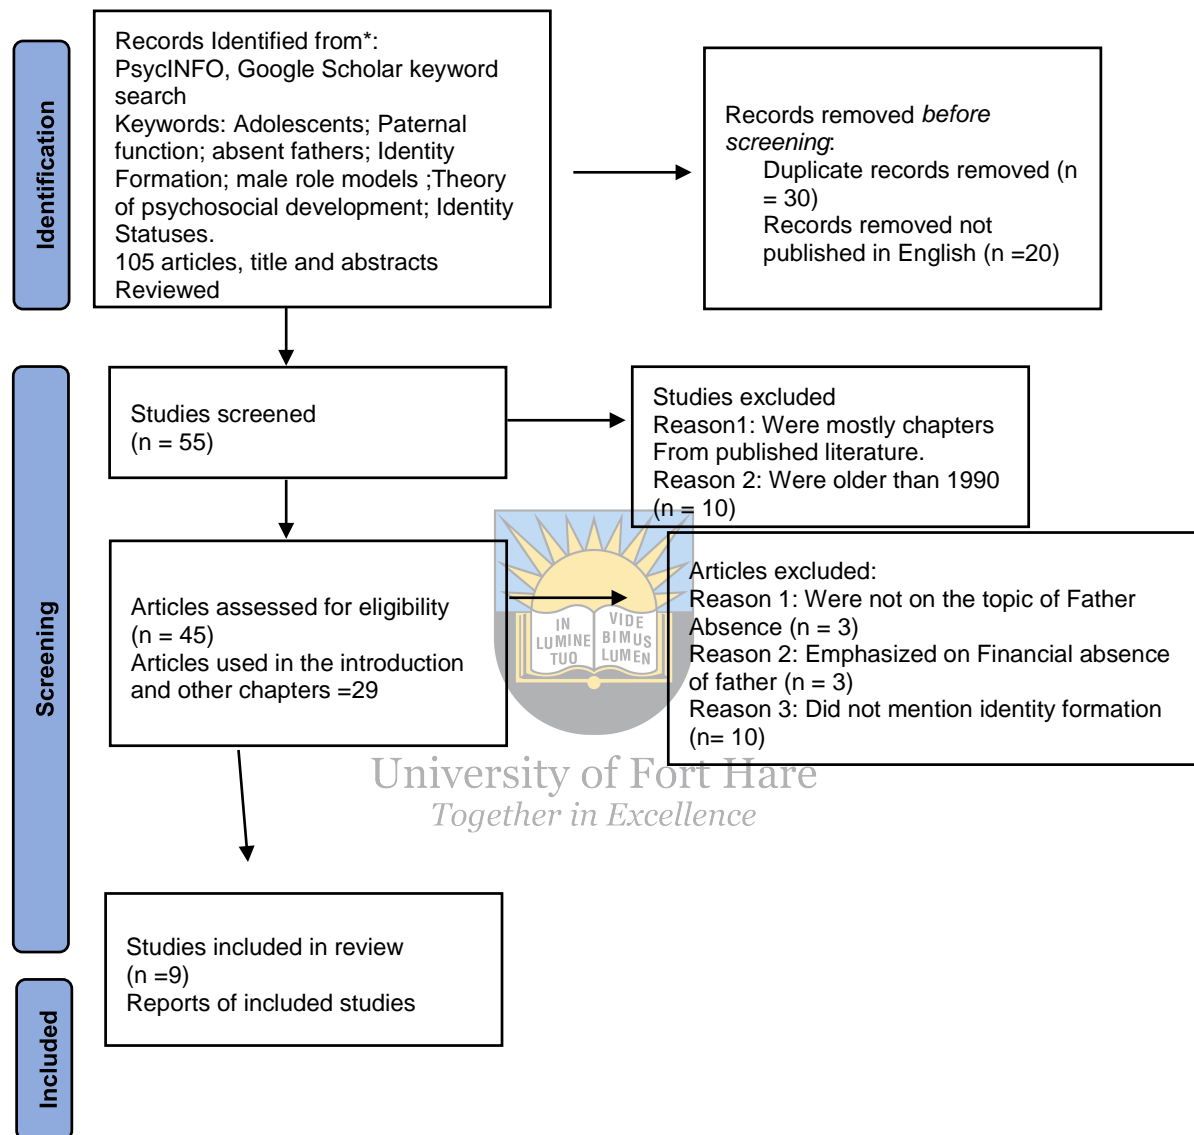 Identification
Records Identified from*:
PsycINFO, Google Scholar keyword
search
Keywords: Adolescents; Paternal
function; absent fathers; Identity
Formation; male role models ;Theory
of psychosocial development; Identity
Statuses.
105 articles, title and abstracts
Reviewed
Records removed before
screening:
Duplicate records removed (n
= 30)
Records removed not
published in English (n =20)
Screening
Studies screened
(n = 55)
Studies excluded
Reason1: Were mostly chapters
From published literature.
Reason 2: Were older than 1990
(n = 10)
Articles assessed for eligibility
(n = 45)
Articles used in the introduction
and other chapters =29
Articles excluded:
Reason 1: Were not on the topic of Father
Absence (n = 3)
Reason 2: Emphasized on Financial absence
of father (n = 3)
Reason 3: Did not mention identity formation
(n= 10)
IN
LUMINE
TUO
VIDE
BIMUS
LUMEN
University of Fort Hare
Together in Excellence
Included
Studies included in review
(n =9)
Reports of included studies